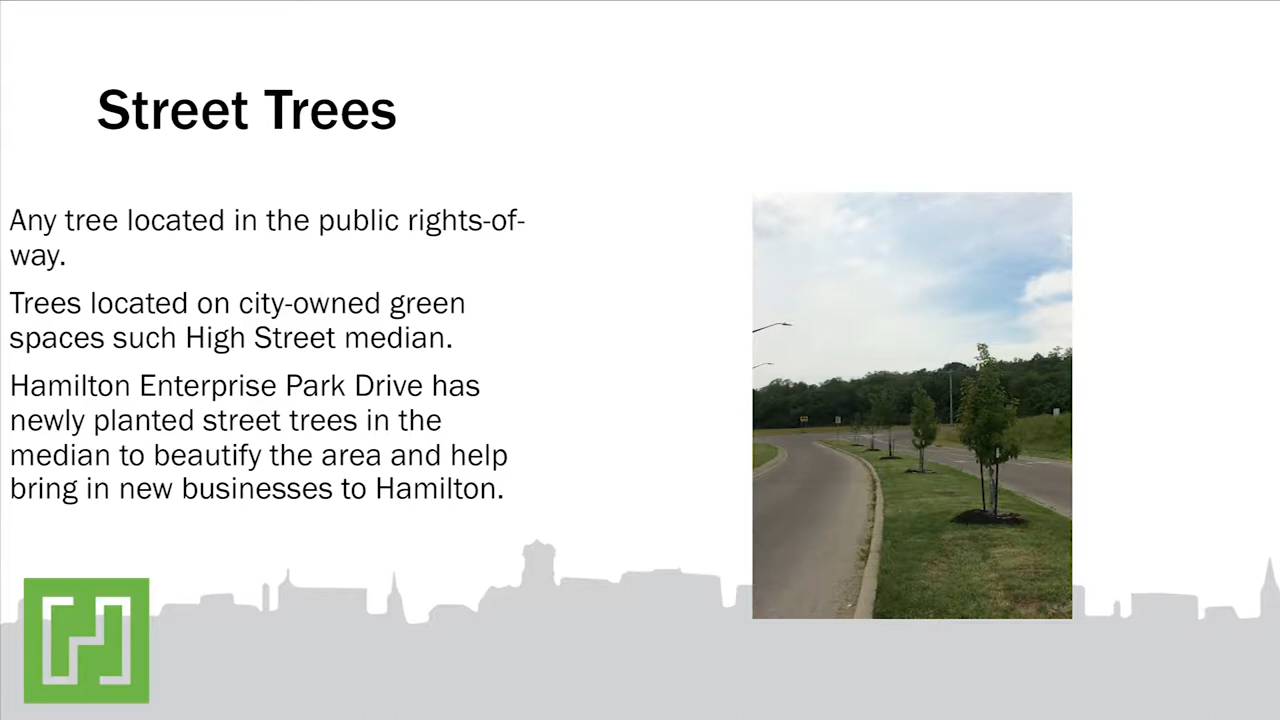 Street Trees
Any tree located in the public rights-of-
way.
Trees located on city-owned green
spaces such High Street median.
Hamilton Enterprise Park Drive has
newly planted street trees in the
median to beautify the area and help
bring in new businesses to Hamilton.